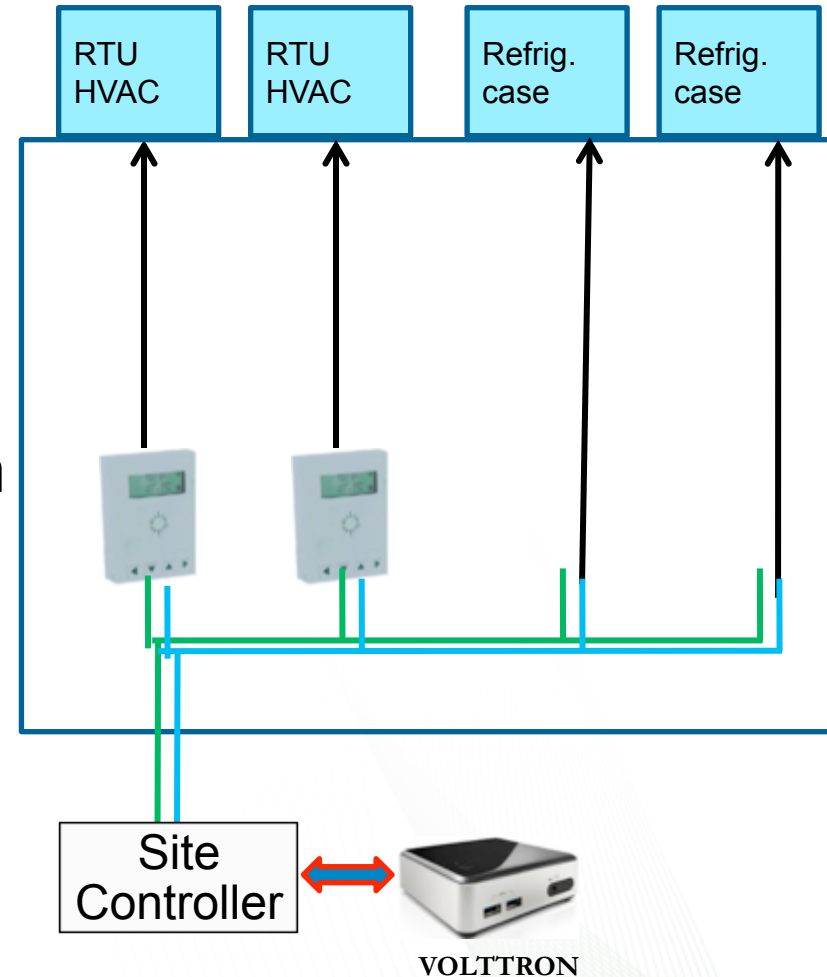 RTU
HVAC
RTU
HVAC
Refrig.
case
Refrig.
case
Site
Controller
VOLTTRON